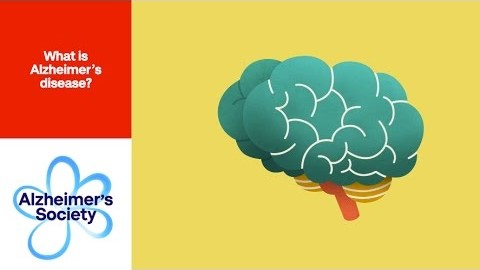 What is
Alzheimer's
disease?
Alzheimer's
Society